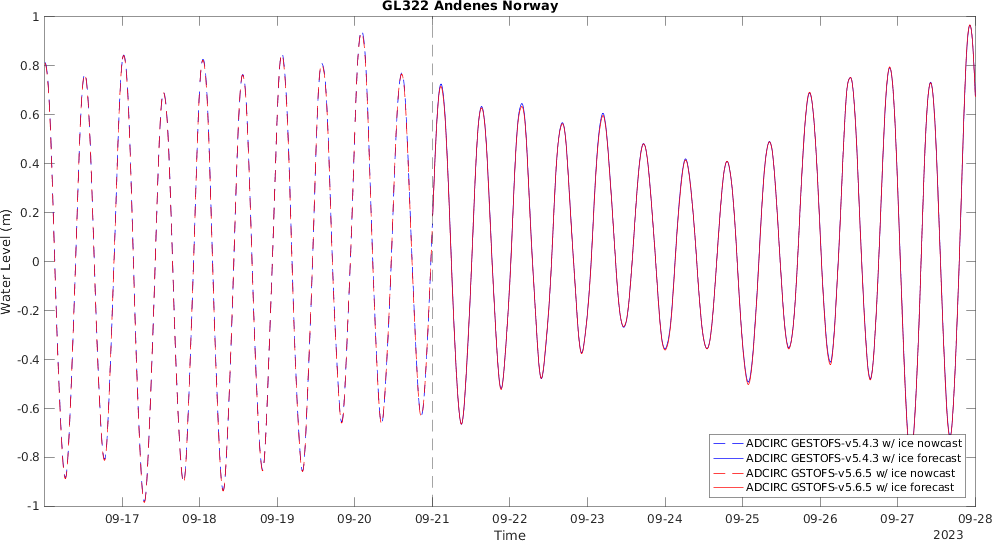 GL322 Andenes Norway
1
0.8
0.6
0.4
0.2
0
-0.2
-0.4
-0.6
-0.8
-1
Water Level (m)
09-17 09-18 09-19 09-20 09-21 09-22 09-23 09-24 09-25 09-26 09-27 09-28
Time
2023
ADCIRC GESTOFS-v5.4.3 w/ ice nowcast
ADCIRC GESTOFS-v5.4.3 w/ ice forecast
ADCIRC GSTOFS-v5.6.5 w/ ice nowcast
ADCIRC GSTOFS-v5.6.5 w/ ice forecast